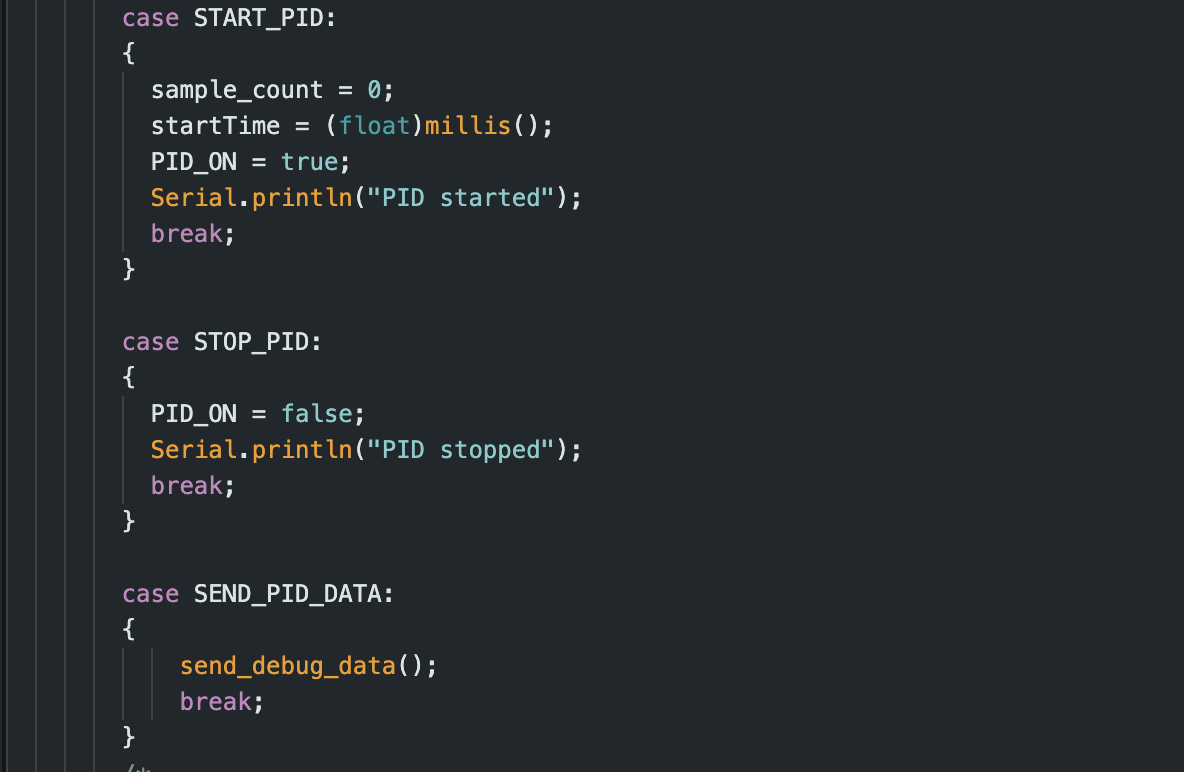 case START_PID:
{
sample_count = 0;
startTime = (float)millis();
PID_ON = true;
Serial.println("PID started");
break;
}
case STOP_PID:
{
PID_ON = false;
Serial.println("PID stopped");
break;
}
case SEND_PID_DATA:
{
send_debug_data();
break;
}
/*